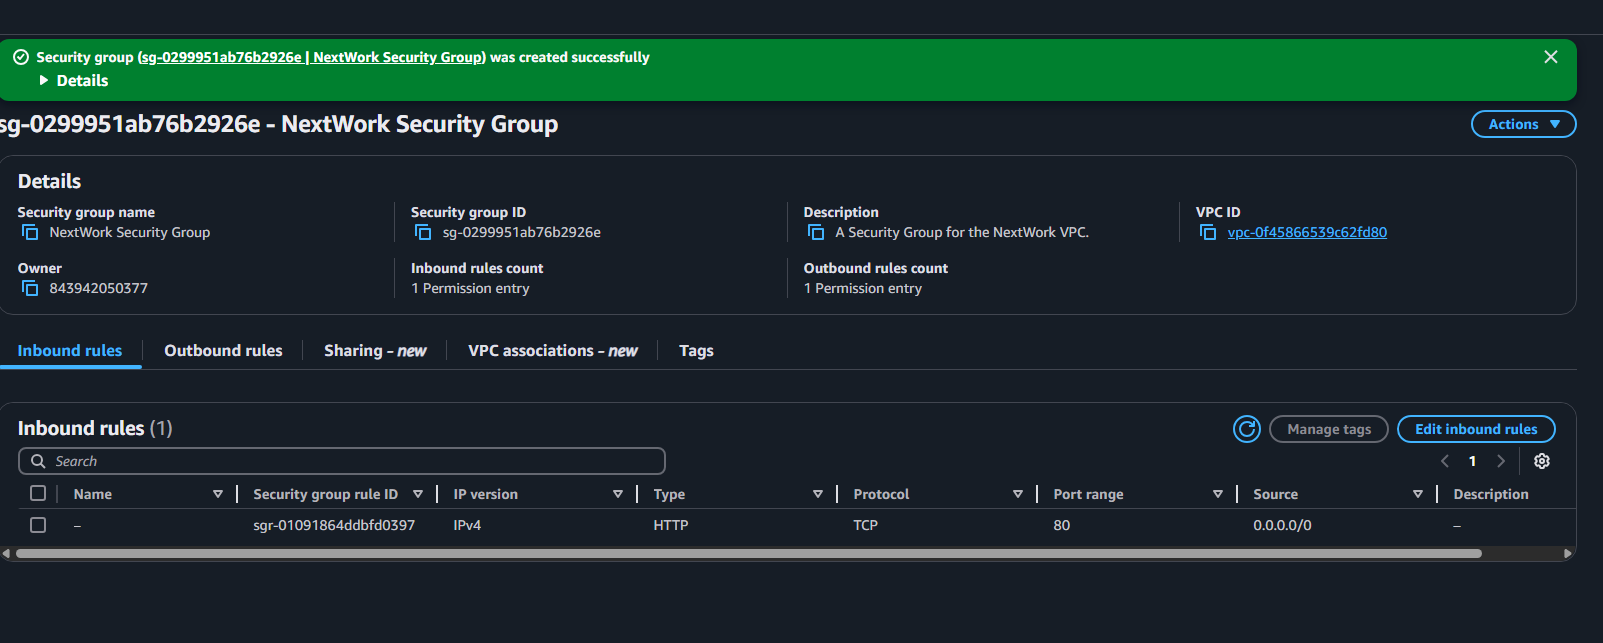 Security group (sg-0299951ab76b2926e | NextWork Security Group) was created successfully
Details
sg-0299951ab76b2926e - NextWork Security Group
Actions
Details
Security group name
NextWork Security Group
Security group ID
sg-0299951ab76b2926e
Description
A Security Group for the NextWork VPC.
VPC ID
vpc-0f45866539c62fd80
Owner
843942050377
Inbound rules count
1 Permission entry
Outbound rules count
1 Permission entry
Inbound rules
Outbound rules
Sharing - new
VPC associations - new
Tags
Inbound rules (1)
Manage tags
Edit inbound rules
Search
1
Name
Security group rule ID
IP version
Type
Protocol
Port range
Source
Description
–
sgr-01091864ddbfd0397
IPv4
HTTP
TCP
80
0.0.0.0/0
–